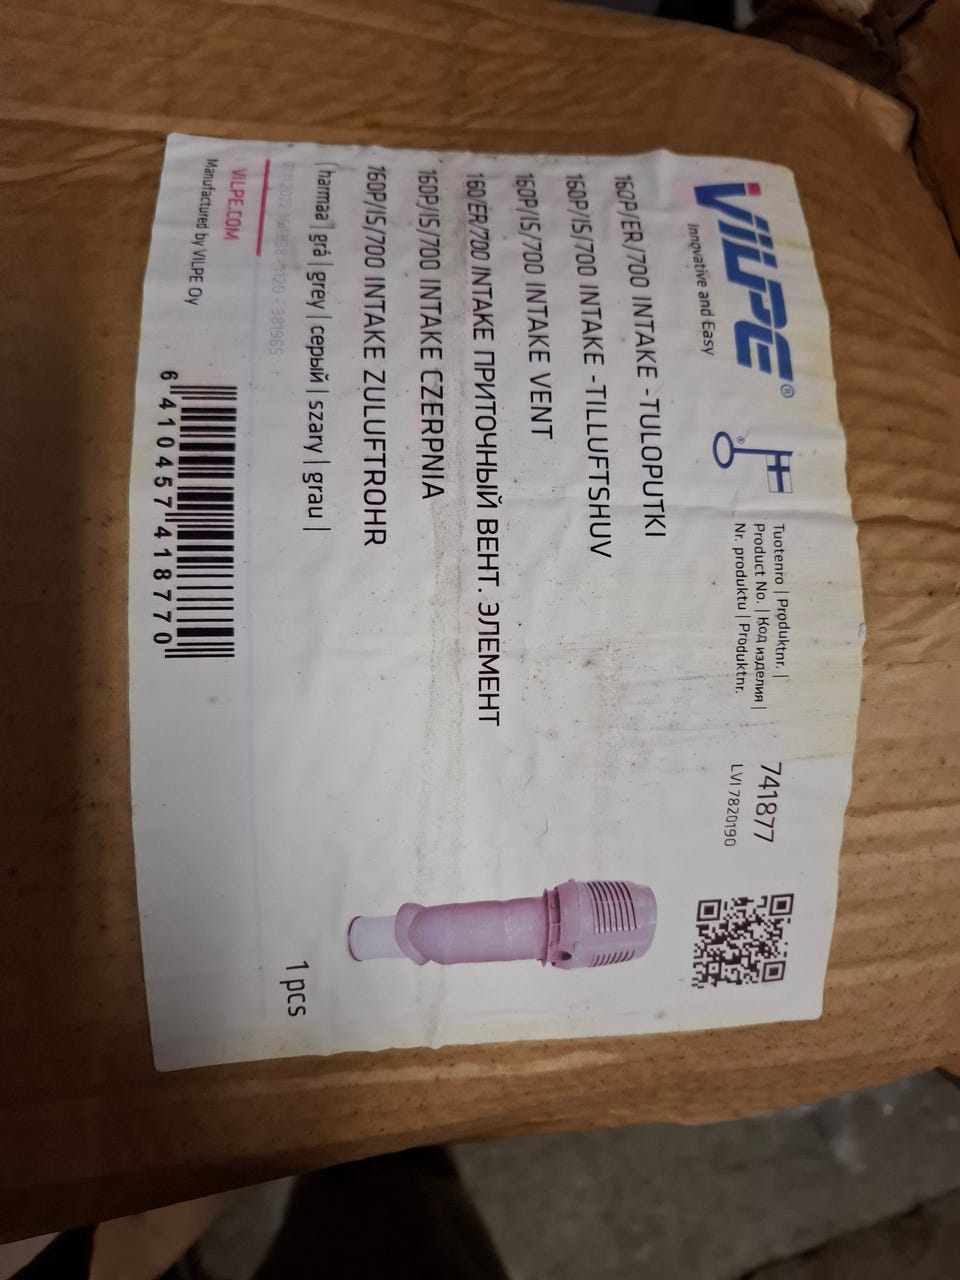 VILPE®
Innovative and Easy
Tuotenro | Produktnr. |
Product No. | Код изделия |
Nr. produktu | Produktnr.
741877
LVI 7820190
160P/ER/700 INTAKE -TULOPUTKI
160P/IS/700 INTAKE -TILLUFTSHUV
160P/IS/700 INTAKE VENT
160/ER/700 INTAKE ПРИТОЧНЫЙ ВЕНТ. ЭЛЕМЕНТ
160P/IS/700 INTAKE CZERPNIA
160P/IS/700 INTAKE ZULUFTROHR
harmaa | grå | grey | серый | szary | grau |
1 pcs
VILPE.COM
Manufactured by VILPE Oy
6 410457 418770